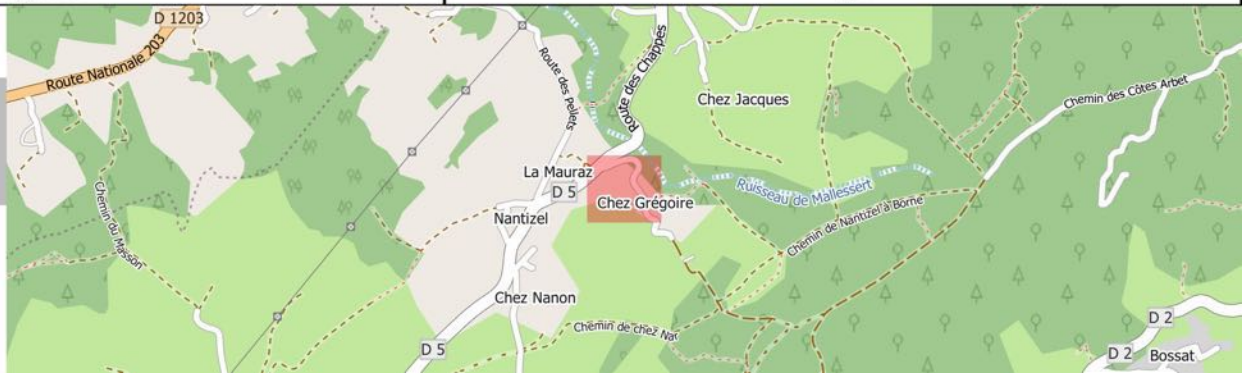 D 1203
Route Nationale 203
Route des Pellets
Route des Chappes
Chez Jacques
Chemin des Côtes Arbet
La Mauraz
D 5
Chez Grégoire
Ruisseau de Mallessert
Chemin du Masson
Nantizel
Chemin de Nantizel à Borne
Chez Nanon
Chemin de chez Nar
D 5
D 2
D 2
Bossat